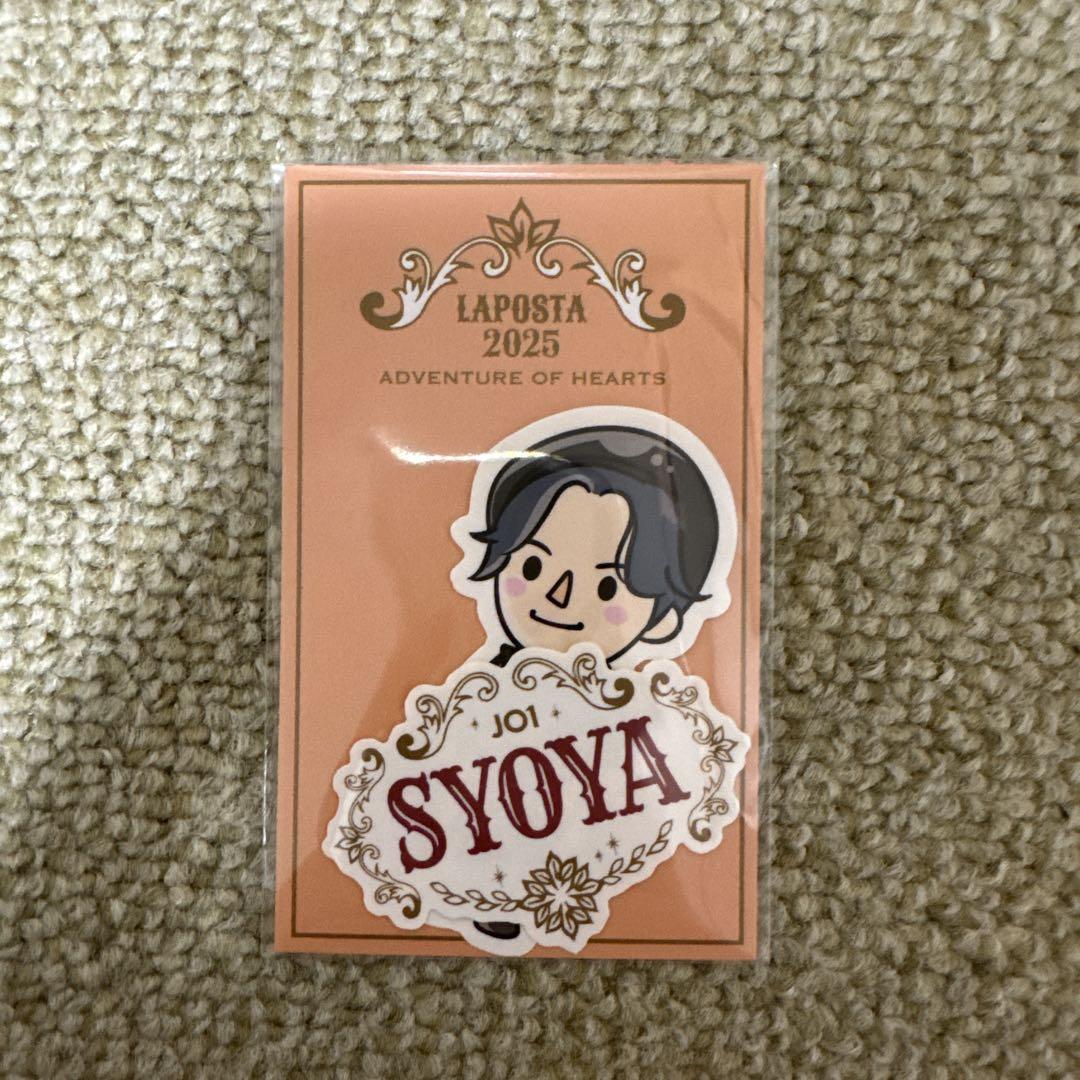 LAPOSTA
2025
ADVENTURE OF HEARTS
JO1
SYOYA